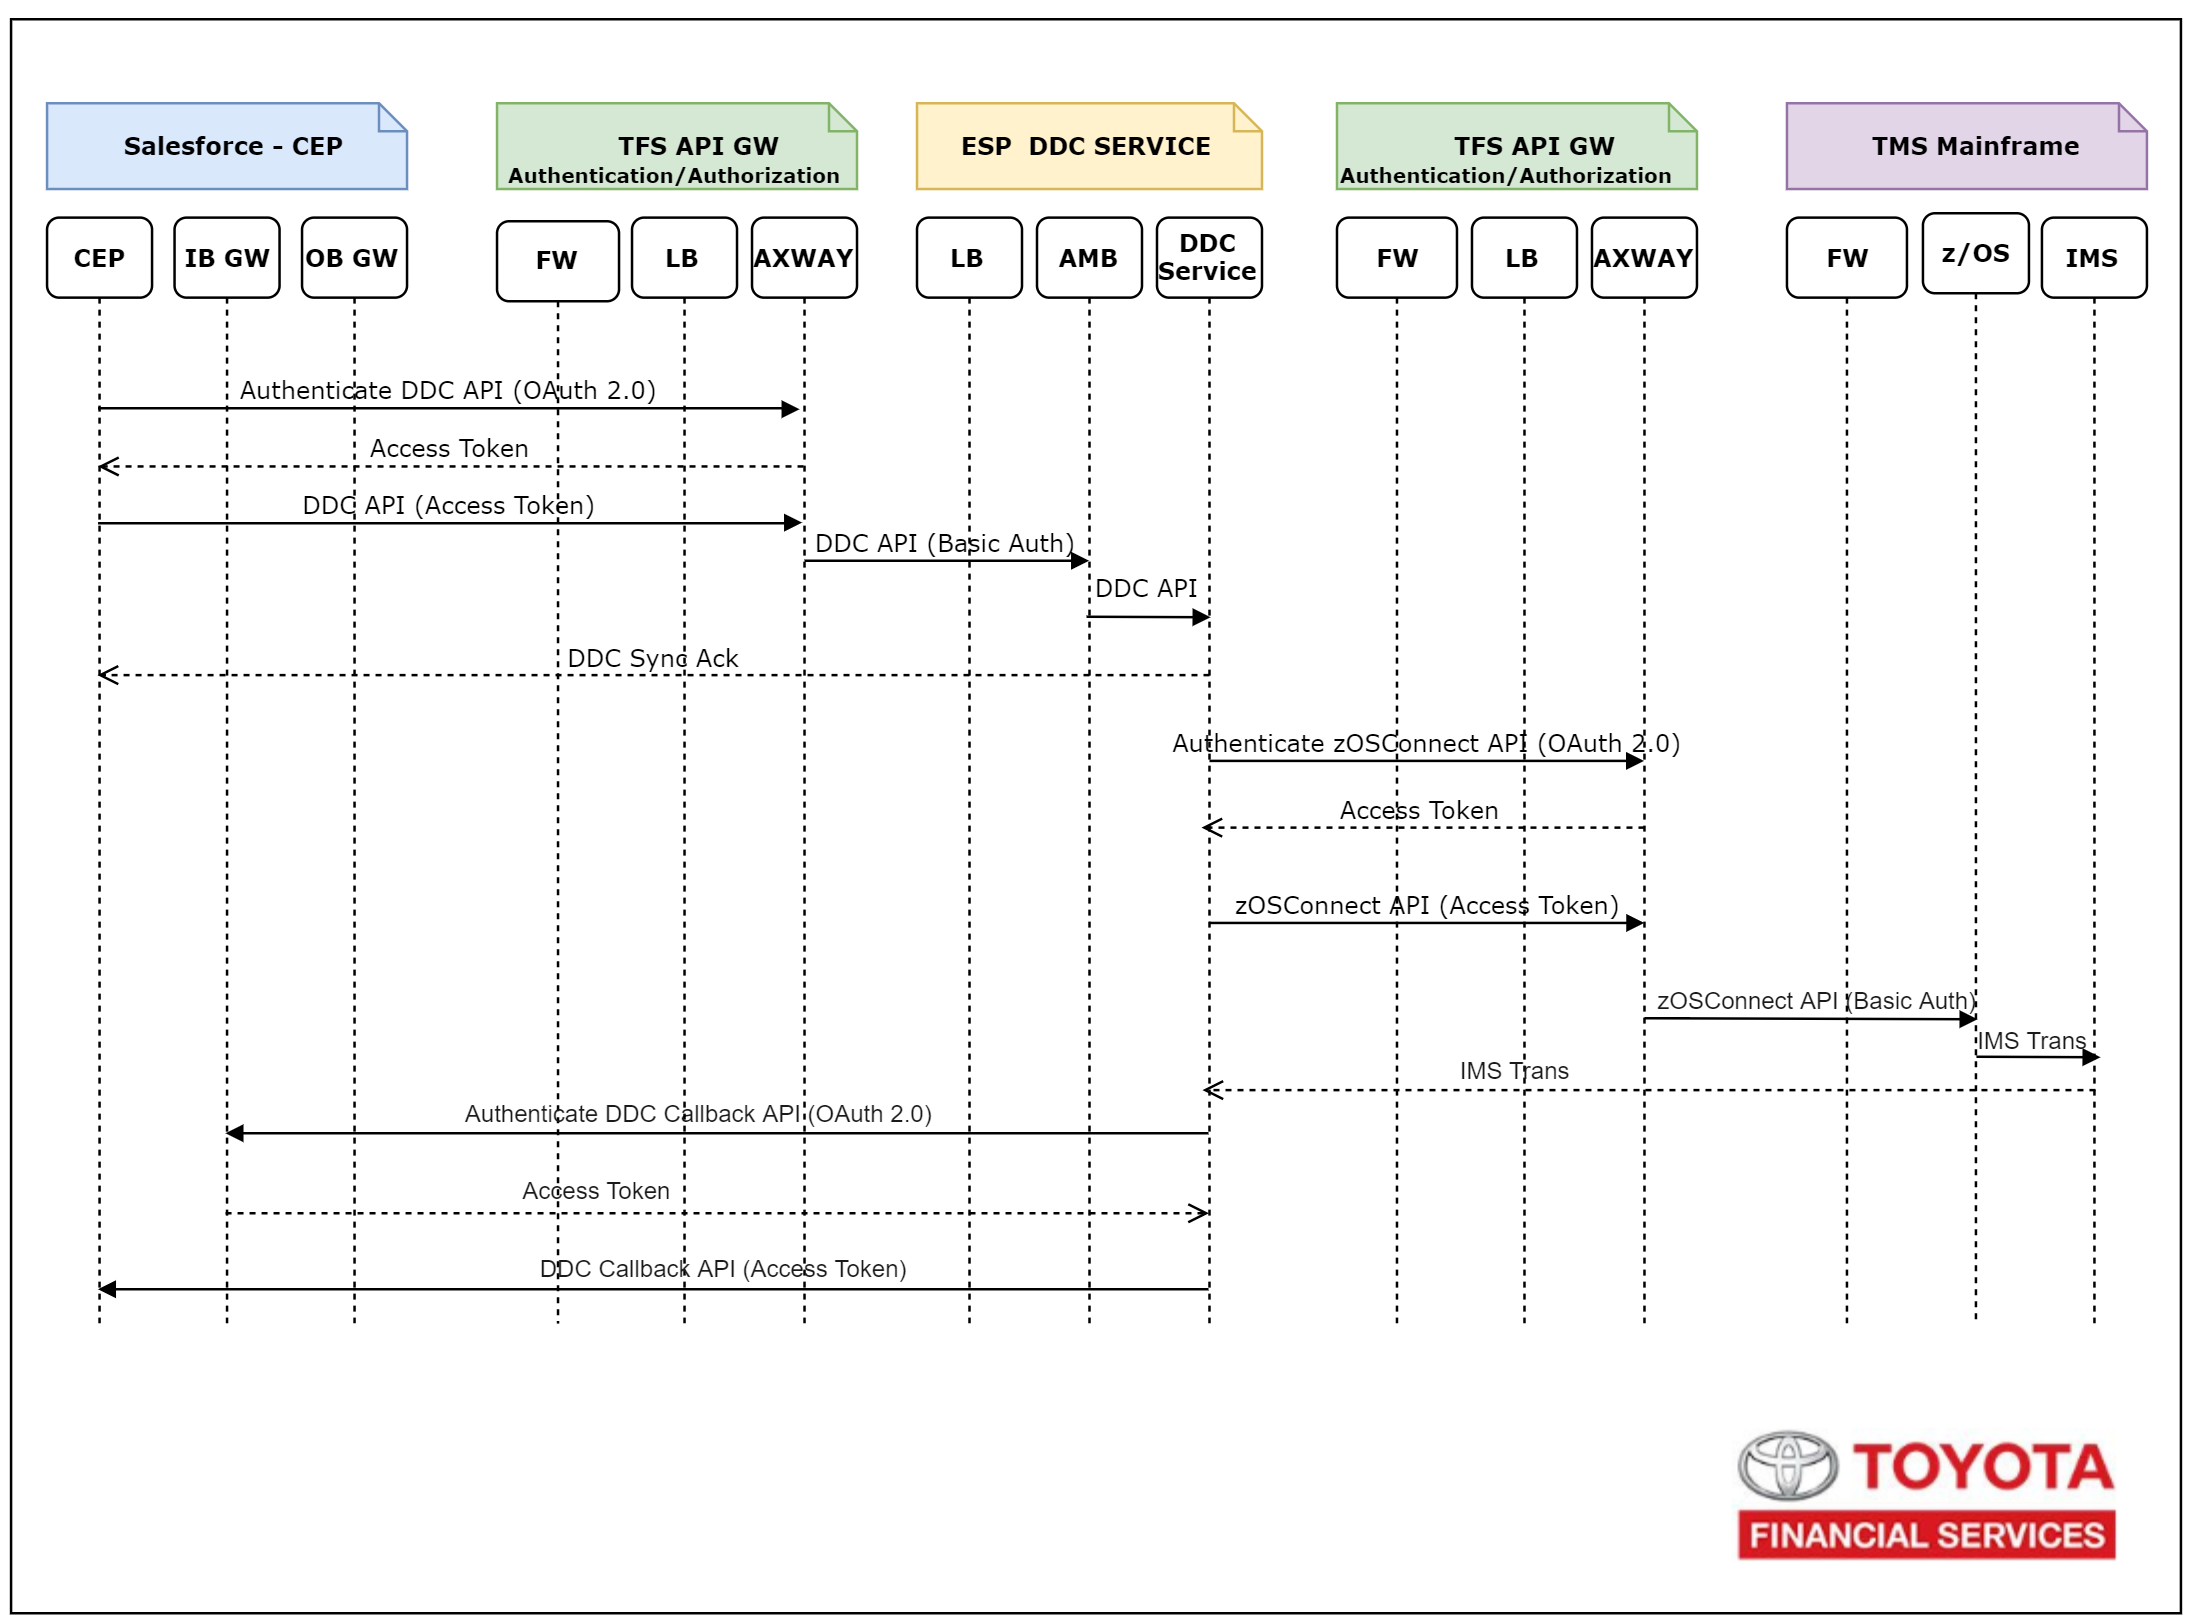 Salesforce - CEP
TFS API GW
Authentication/Authorization
ESP DDC SERVICE
TFS API GW
Authentication/Authorization
TMS Mainframe
CEP
IB GW
OB GW
FW
LB
AXWAY
LB
AMB
DDC
Service
FW
LB
AXWAY
FW
z/OS
IMS
Authenticate DDC API (OAuth 2.0)
Access Token
DDC API (Access Token)
DDC API (Basic Auth)
DDC API
DDC Sync Ack
Authenticate zOSConnect API (OAuth 2.0)
Access Token
zOSConnect API (Access Token)
zOSConnect API (Basic Auth)
IMS Trans
IMS Trans
Authenticate DDC Callback API (OAuth 2.0)
Access Token
DDC Callback API (Access Token)
TOYOTA
FINANCIAL SERVICES